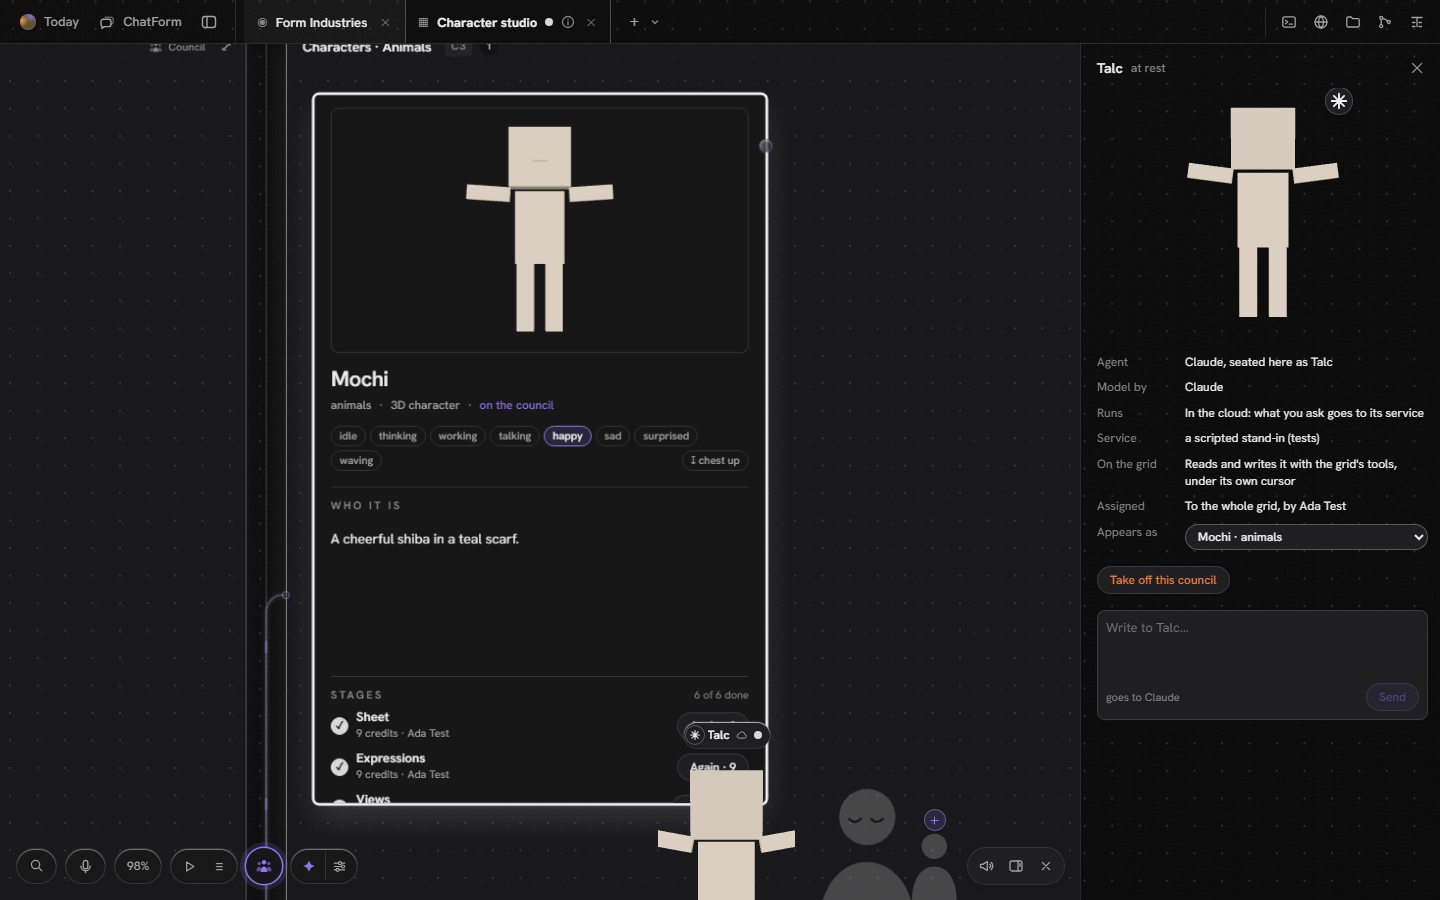 Today
ChatForm
Form Industries
Character studio
Council
Characters · Animals
C3
1
Mochi
animals · 3D character · on the council
idle
thinking
working
talking
happy
sad
surprised
waving
chest up
WHO IT IS
A cheerful shiba in a teal scarf.
STAGES
6 of 6 done
Sheet
9 credits · Ada Test
Expressions
9 credits · Ada Test
Again · 9
Views
Talc
98%
Talc at rest
Agent Claude, seated here as Talc
Model by Claude
Runs In the cloud: what you ask goes to its service
Service a scripted stand-in (tests)
On the grid Reads and writes it with the grid's tools,
under its own cursor
Assigned To the whole grid, by Ada Test
Appears as Mochi · animals
Take off this council
Write to Talc...
goes to Claude
Send